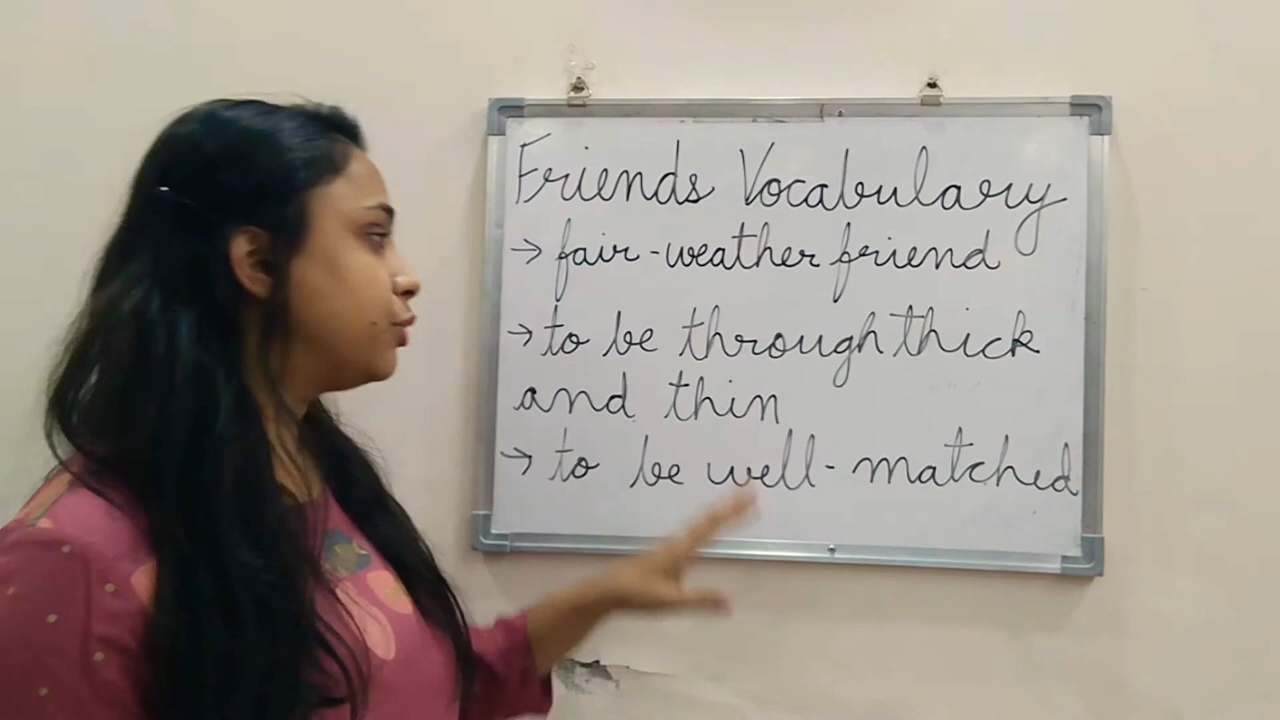 Friends Vocabulary
→ fair-weather friend
→ to be through thick
and thin
→ to be well-matched